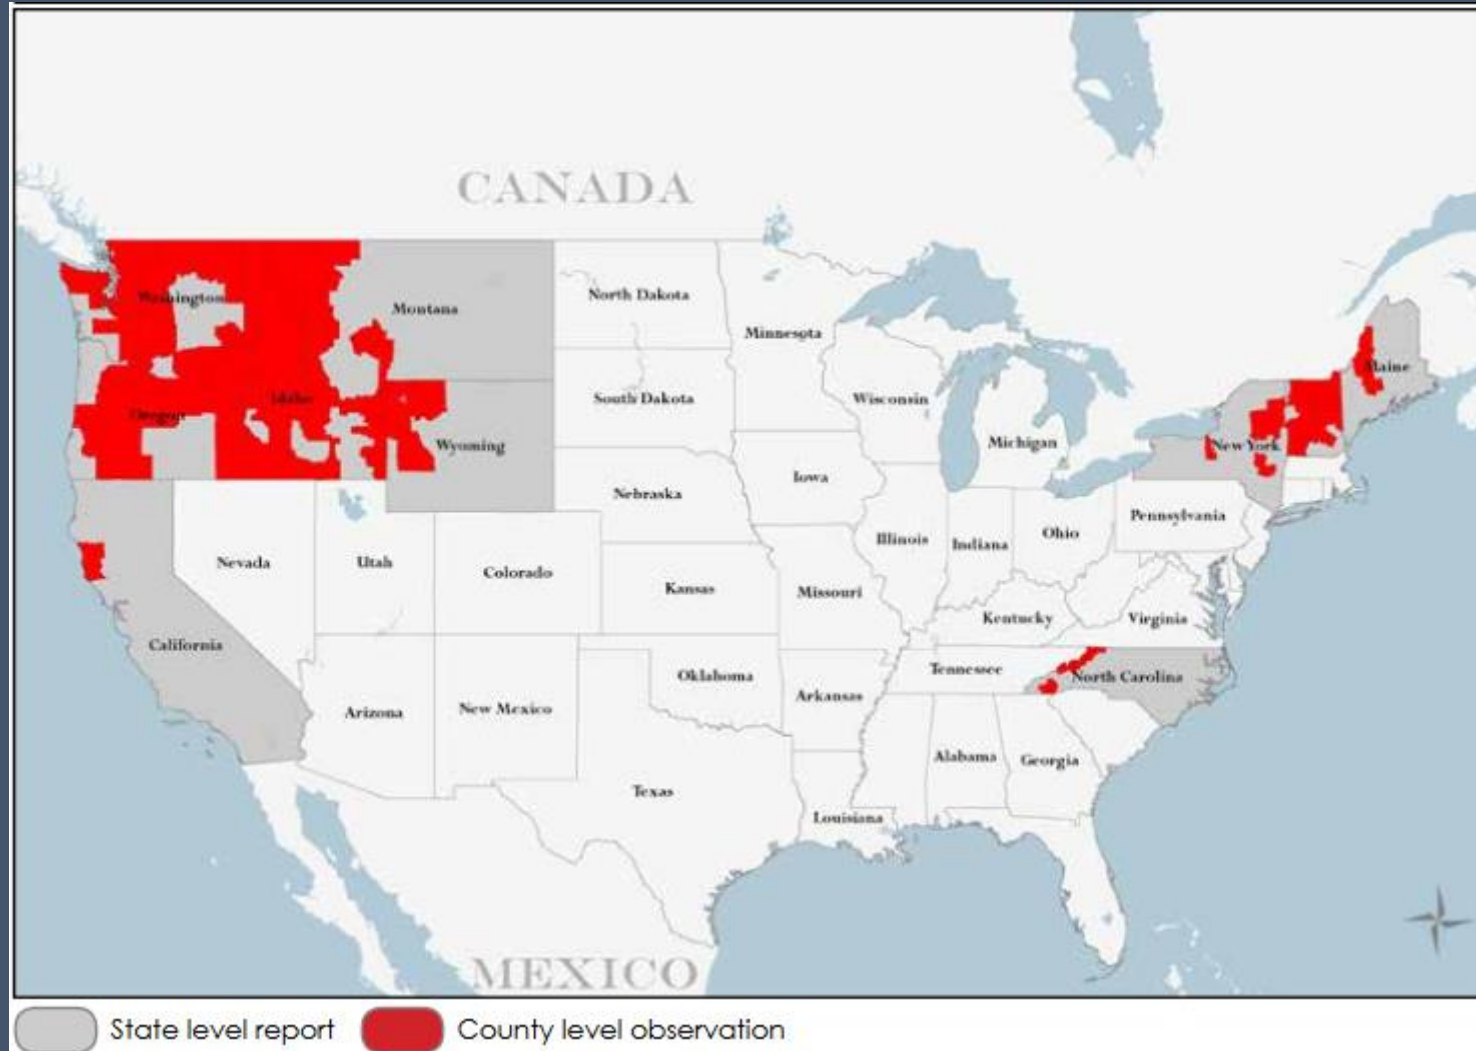 CANADA
Washington
Montana
North Dakota
Minnesota
Maine
Oregon
Idaho
South Dakota
Wisconsin
Wyoming
Michigan
New York
Iowa
Nebraska
Pennsylvania
Nevada
Utah
Colorado
Illinois
Indiana
Ohio
Kansas
Missouri
Kentucky
Virginia
California
Oklahoma
Tennessee
North Carolina
Arizona
New Mexico
Arkansas
Texas
Alabama
Georgia
Louisiana
MEXICO
State level report
County level observation